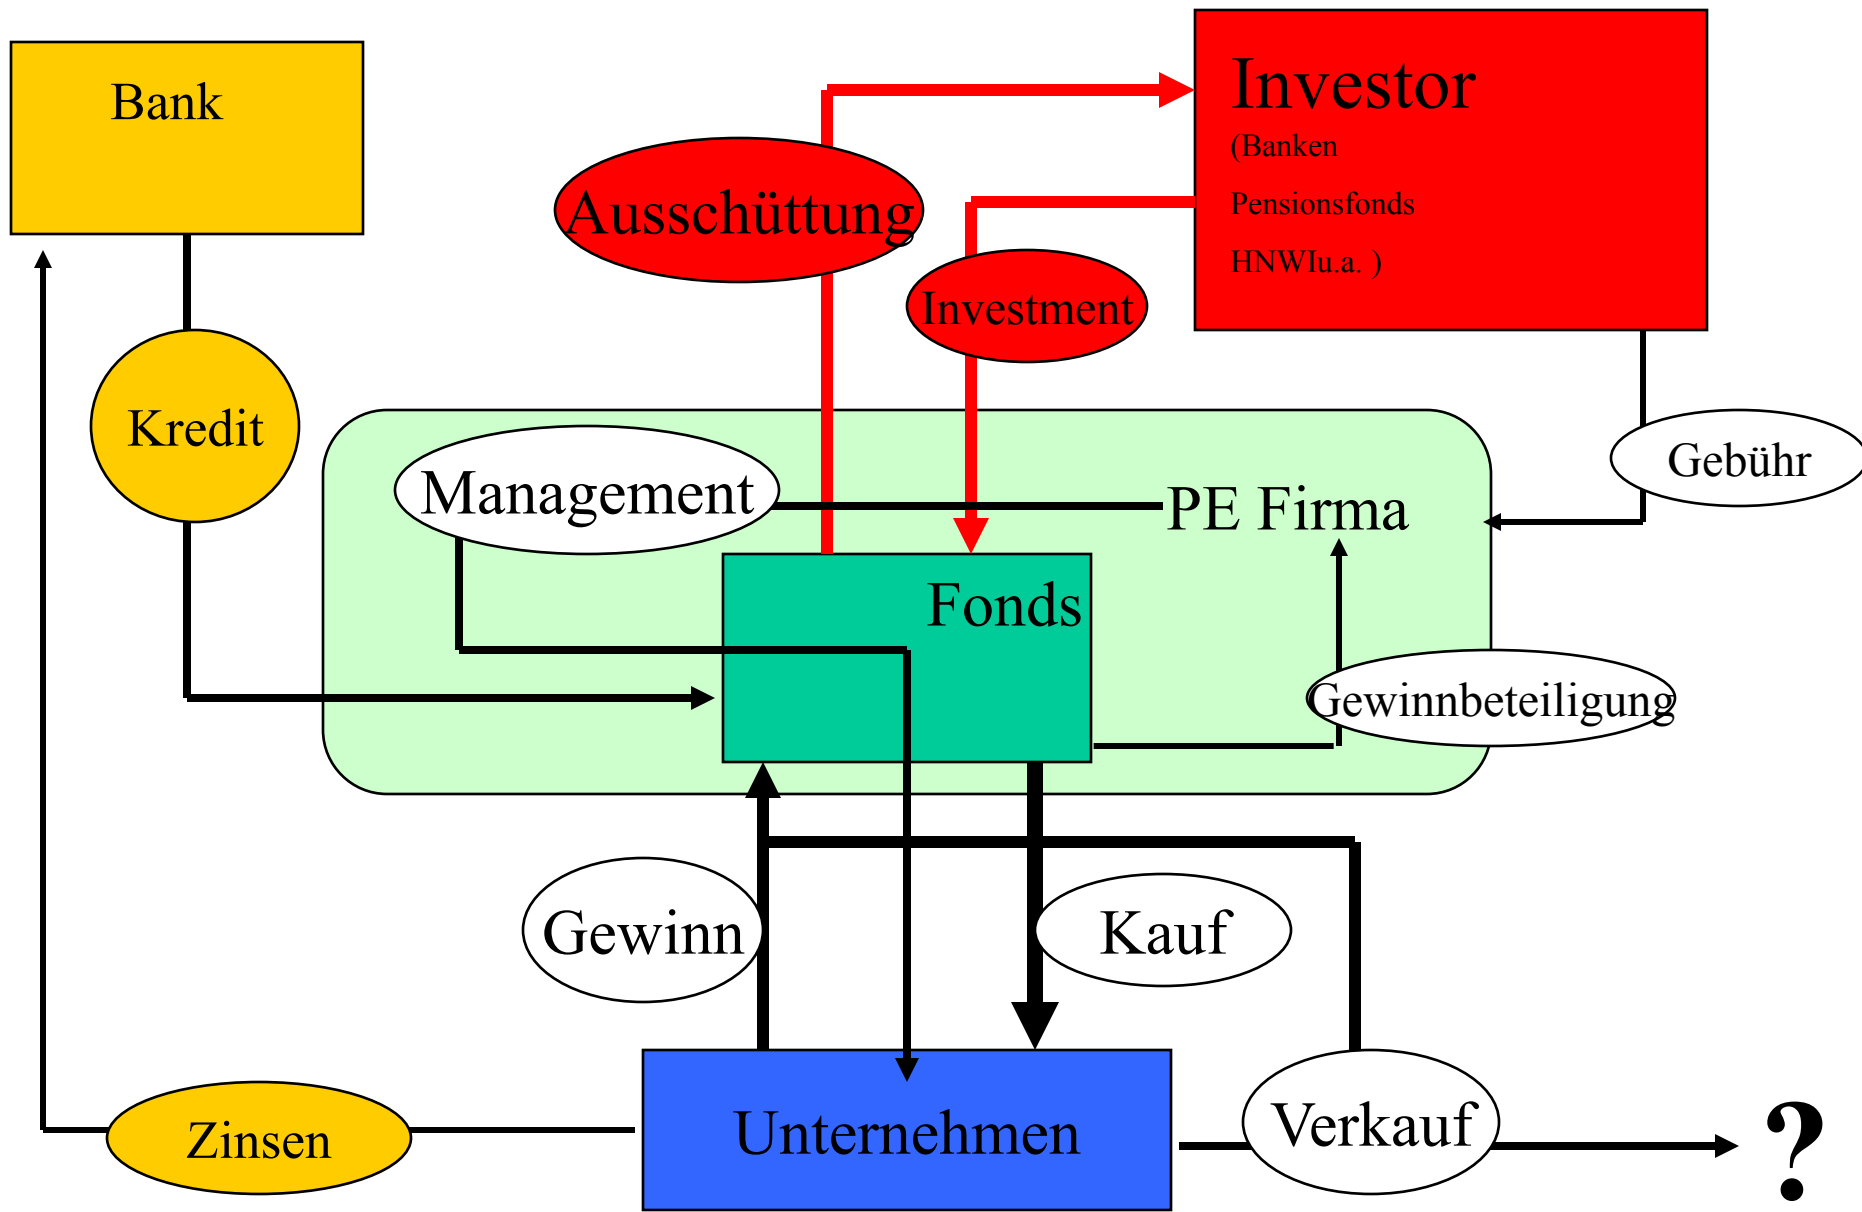 Bank
Investor
(Banken
Pensionsfonds
HNWIu.a. )
Ausschüttung
Investment
Kredit
Gebühr
Management
PE Firma
Fonds
Gewinnbeteiligung
Gewinn
Kauf
Zinsen
Unternehmen
Verkauf
?